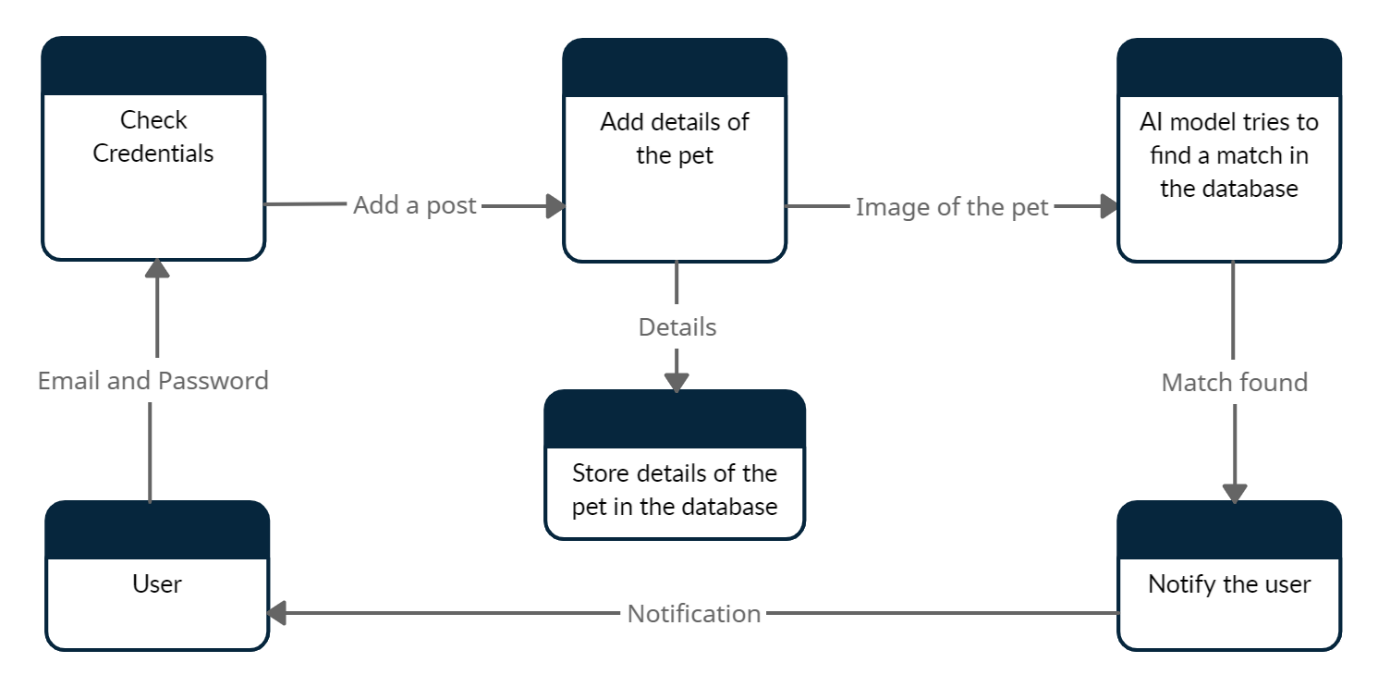 Check
Credentials
Add a post
Add details of
the pet
Image of the pet
AI model tries to
find a match in
the database
Details
Email and Password
Match found
Store details of the
pet in the database
User
Notification
Notify the user